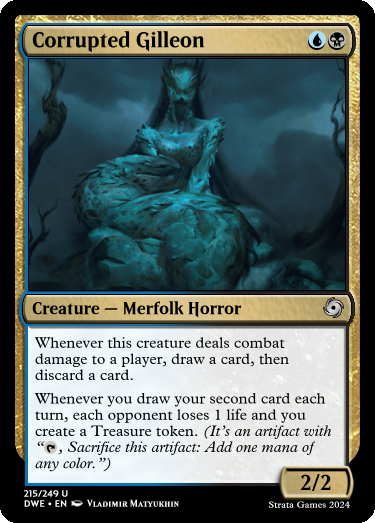 Corrupted Gilleon
Creature — Merfolk Horror
Whenever this creature deals combat
damage to a player, draw a card, then
discard a card.
Whenever you draw your second card each
turn, each opponent loses 1 life and you
create a Treasure token. (It's an artifact with
“, Sacrifice this artifact: Add one mana of
any color.”)
2/2
215/249 U
DWE • EN Vladimir Matyukhin
Strata Games 2024